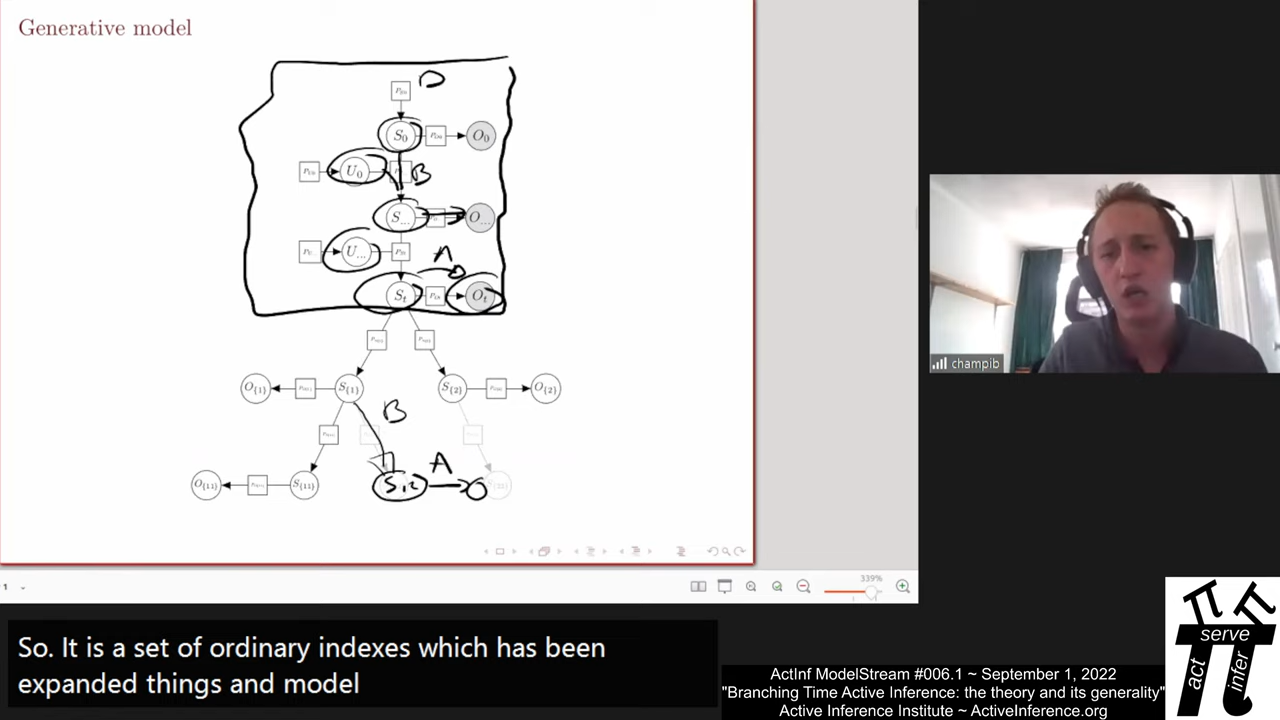 Generative model
D
S₀
O₀
U₀
B
S...
O...
U...
A
Sₜ
Oₜ
O{1}
S{1}
S{2}
O{2}
B
A
O{11}
S{11}
S12
O
champib
1
339%
So. It is a set of ordinary indexes which has been
expanded things and model
ActInf ModelStream #006.1 ~ September 1, 2022
"Branching Time Active Inference: the theory and its generality"
Active Inference Institute ~ ActiveInference.org
π π
serve
act
infer